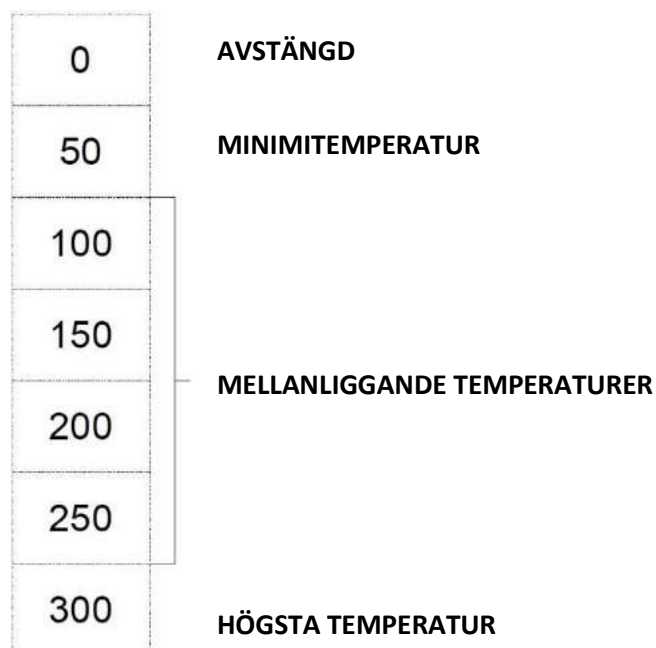 0 AVSTÄNGD
50 MINIMITEMPERATUR
100
150
MELLANLIGGANDE TEMPERATURER
200
250
300 HÖGSTA TEMPERATUR